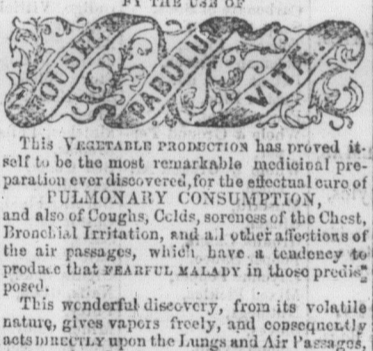 BY THE USE OF
ROUSEL'S
PABULUM
VITÆ.
This VEGETABLE PRODUCTION has proved it-
self to be the most remarkable medicinal pre-
paration ever discovered, for the effectual cure of
PULMONARY CONSUMPTION,
and also of Coughs, Colds, soreness of the Chest,
Bronchial Irritation, and all other affections of
the air passages, which have a tendency to
produce that FEARFUL MALADY in those predis-
posed.
This wonderful discovery, from its volatile
nature, gives vapors freely, and consequently
acts DIRECTLY upon the Lungs and Air Passages,